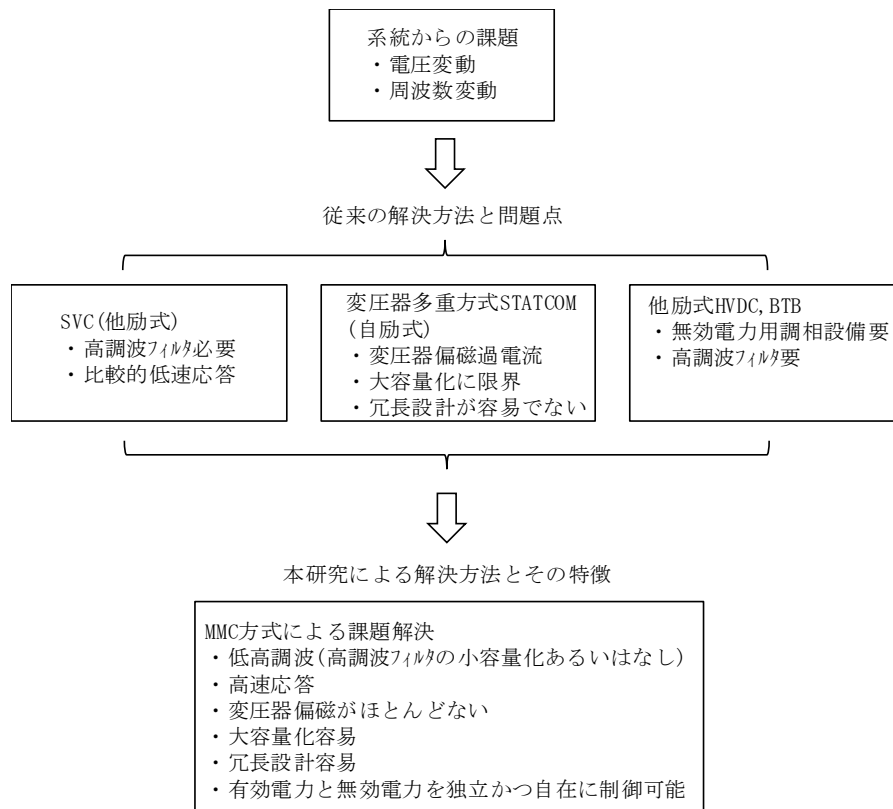 系統からの課題
・電圧変動
・周波数変動
従来の解決方法と問題点
SVC(他励式)
・高調波ﾌｨﾙﾀ必要
・比較的低速応答
変圧器多重方式STATCOM
(自励式)
・変圧器偏磁過電流
・大容量化に限界
・冗長設計が容易でない
他励式HVDC,BTB
・無効電力用調相設備要
・高調波ﾌｨﾙﾀ要
本研究による解決方法とその特徴
MMC方式による課題解決
・低高調波(高調波ﾌｨﾙﾀの小容量化あるいはなし)
・高速応答
・変圧器偏磁がほとんどない
・大容量化容易
・冗長設計容易
・有効電力と無効電力を独立かつ自在に制御可能